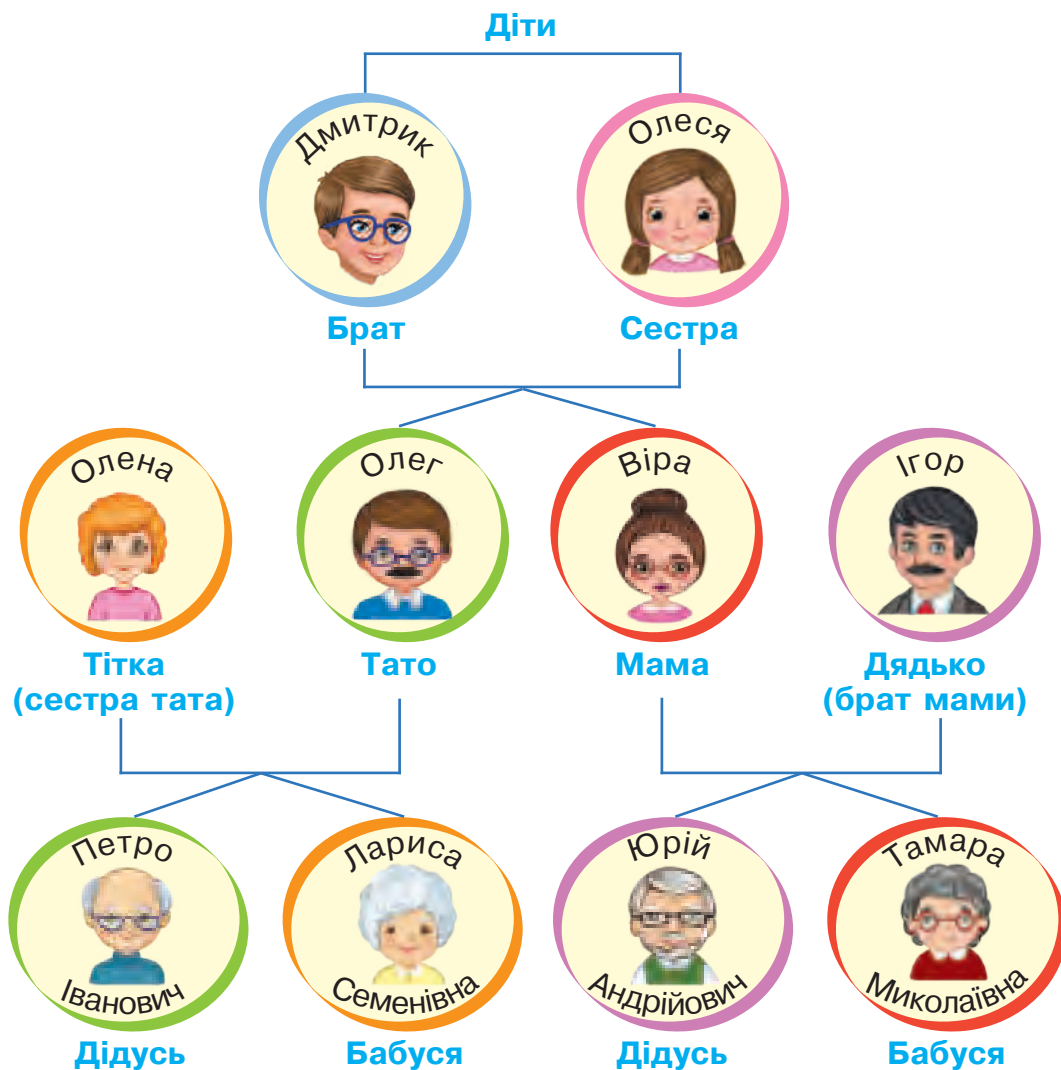 Діти
Дмитрик
Олеся
Брат
Сестра
Олена
Олег
Віра
Ігор
Тітка
(сестра тата)
Тато
Мама
Дядько
(брат мами)
Петро
Іванович
Лариса
Семенівна
Юрій
Андрійович
Тамара
Миколаївна
Дідусь
Бабуся
Дідусь
Бабуся